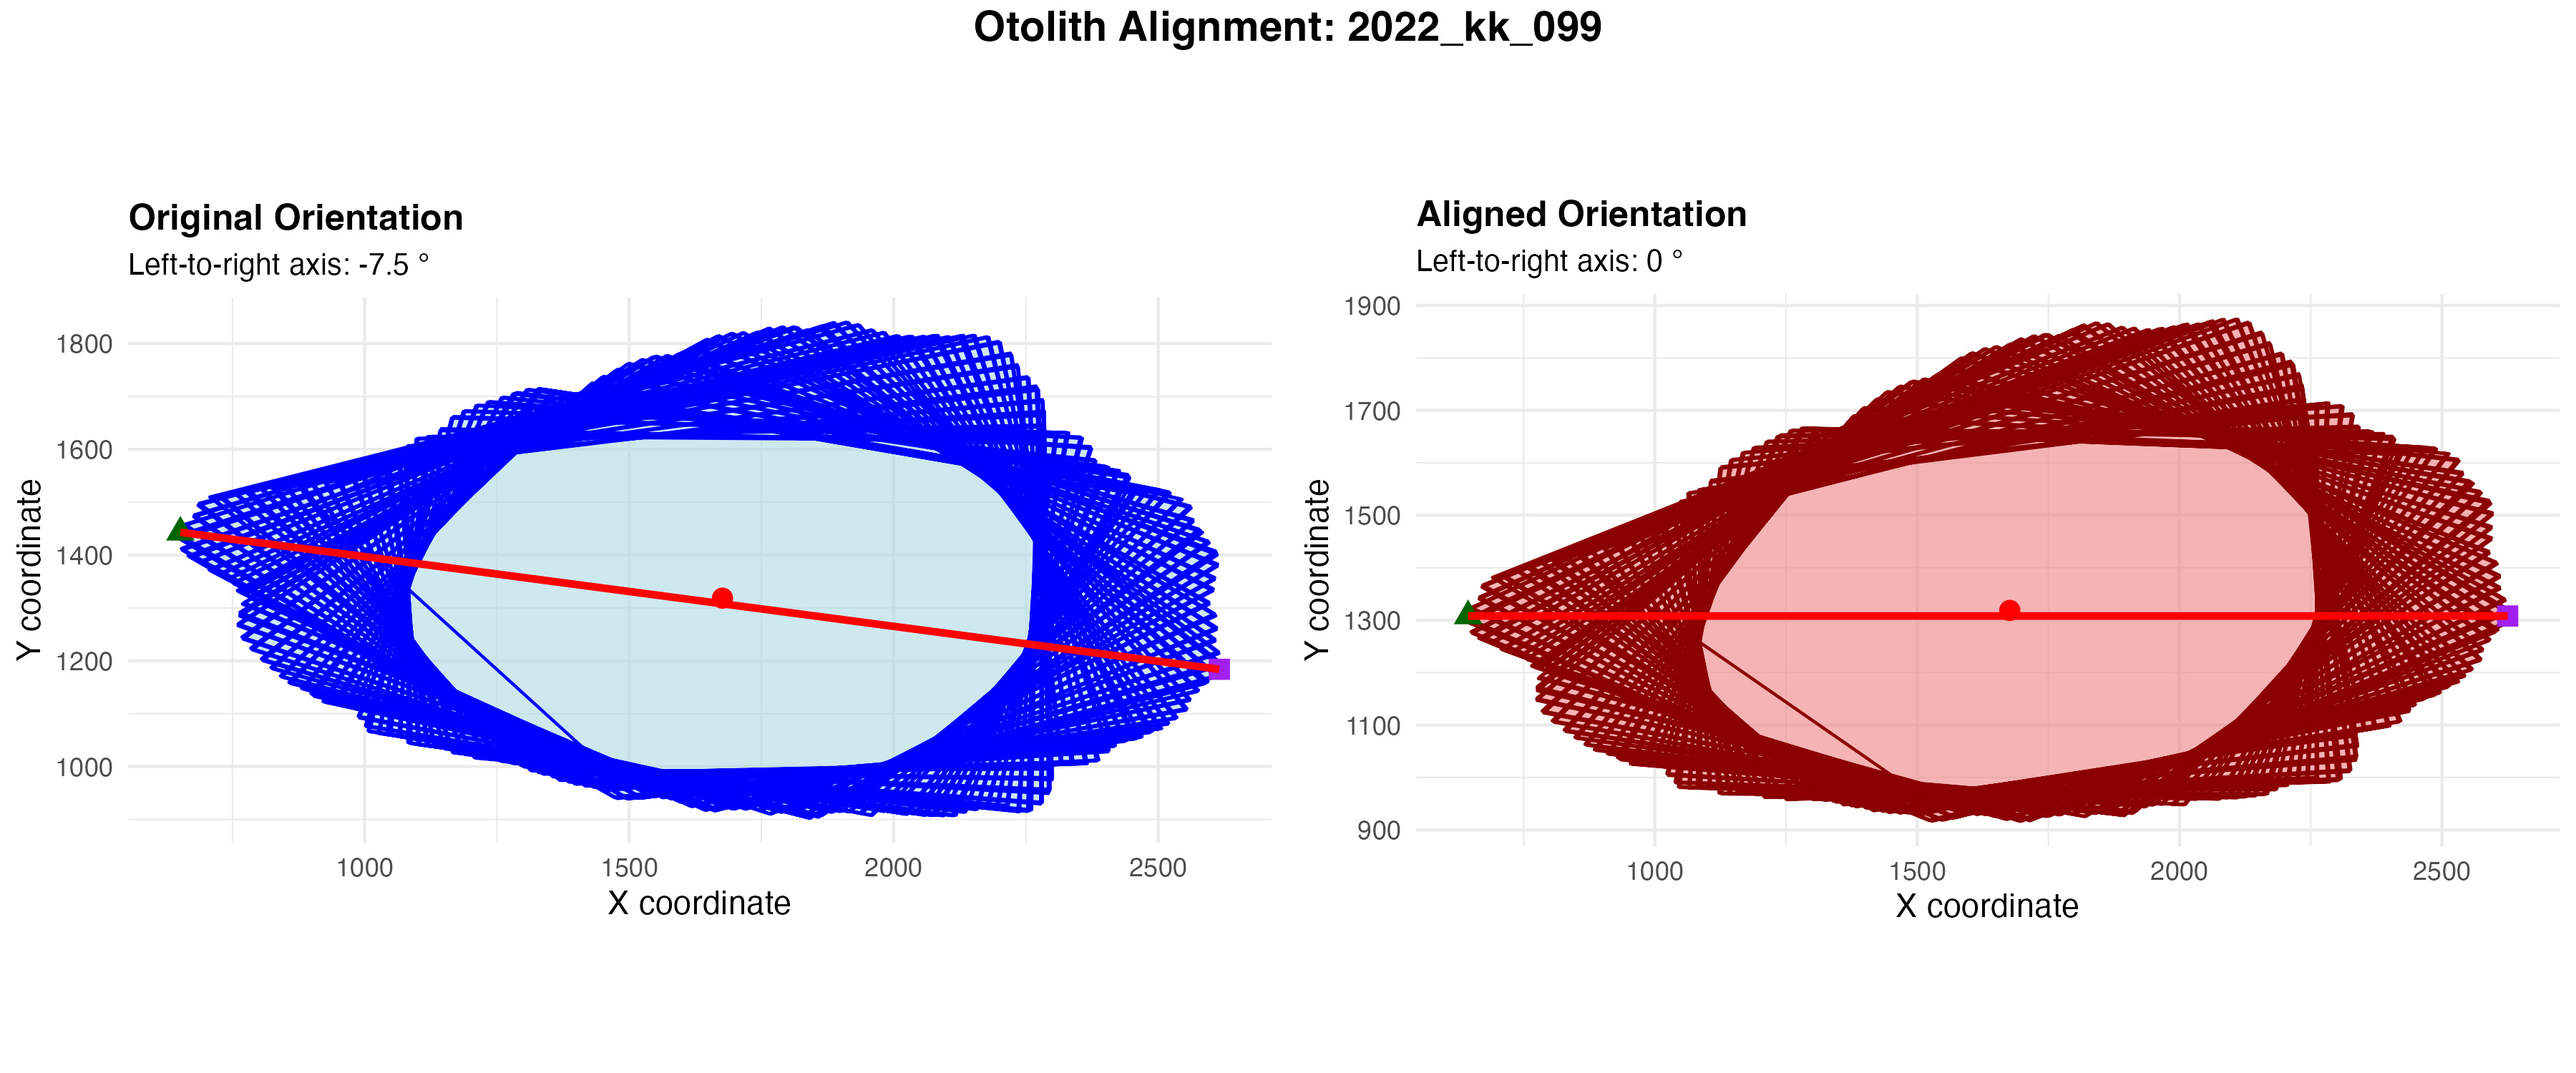 Otolith Alignment: 2022_kk_099
Original Orientation
Left-to-right axis: -7.5 °
1800
1600
1400
1200
1000
Y coordinate
1000 1500 2000 2500
X coordinate
Aligned Orientation
Left-to-right axis: 0 °
1900
1700
1500
1300
1100
900
Y coordinate
1000 1500 2000 2500
X coordinate